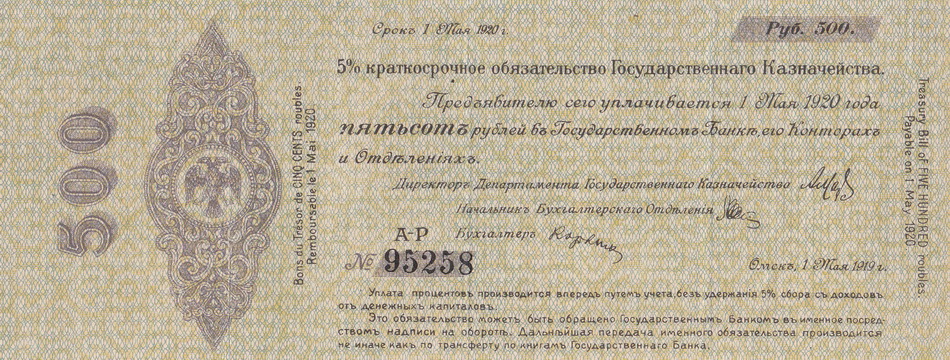 500
Bons du Trésor de CINQ CENTS roubles
Remboursable le 1 Mai 1920
Срокъ 1 Мая 1920 г.
Руб. 500.
5% краткосрочное обязательство Государственнаго Казначейства.
Предъявителю сего уплачивается 1 Мая 1920 года
пятьсотъ рублей въ Государственномъ Банкѣ, его Конторахъ
и Отдѣленіяхъ.
Директоръ Департамента Государственнаго Казначейства
Начальникъ Бухгалтерскаго Отдѣленія
Бухгалтеръ
А-Р
№ 95258
Омскъ, 1 Мая 1919 г.
Уплата процентовъ производится впередъ путемъ учета, безъ удержанія 5% сбора съ доходовъ
отъ денежныхъ капиталовъ.
Это обязательство можетъ быть обращено Государственнымъ Банкомъ въ именное посред-
ствомъ надписи на оборотѣ. Дальнѣйшая передача именного обязательства производится
не иначе какъ по трансферту по книгамъ Государственнаго Банка.
Treasury Bill of FIVE HUNDRED roubles
Payable on 1 May 1920